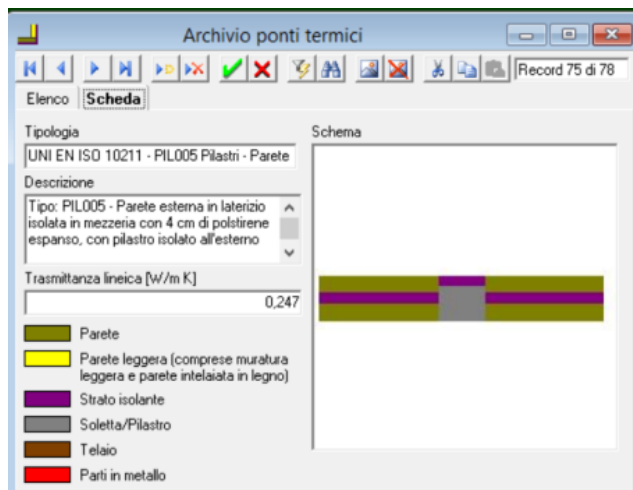 Archivio ponti termici
Record 75 di 78
Elenco Scheda
Tipologia
UNI EN ISO 10211 - PIL005 Pilastri - Parete
Descrizione
Tipo: PIL005 - Parete esterna in laterizio
isolata in mezzeria con 4 cm di polstirene
espanso, con pilastro isolato all'esterno
Trasmittanza lineica [W/m K]
0,247
Parete
Parete leggera (comprese muratura
leggera e parete intelaiata in legno)
Strato isolante
Soletta/Pilastro
Telaio
Parti in metallo
Schema